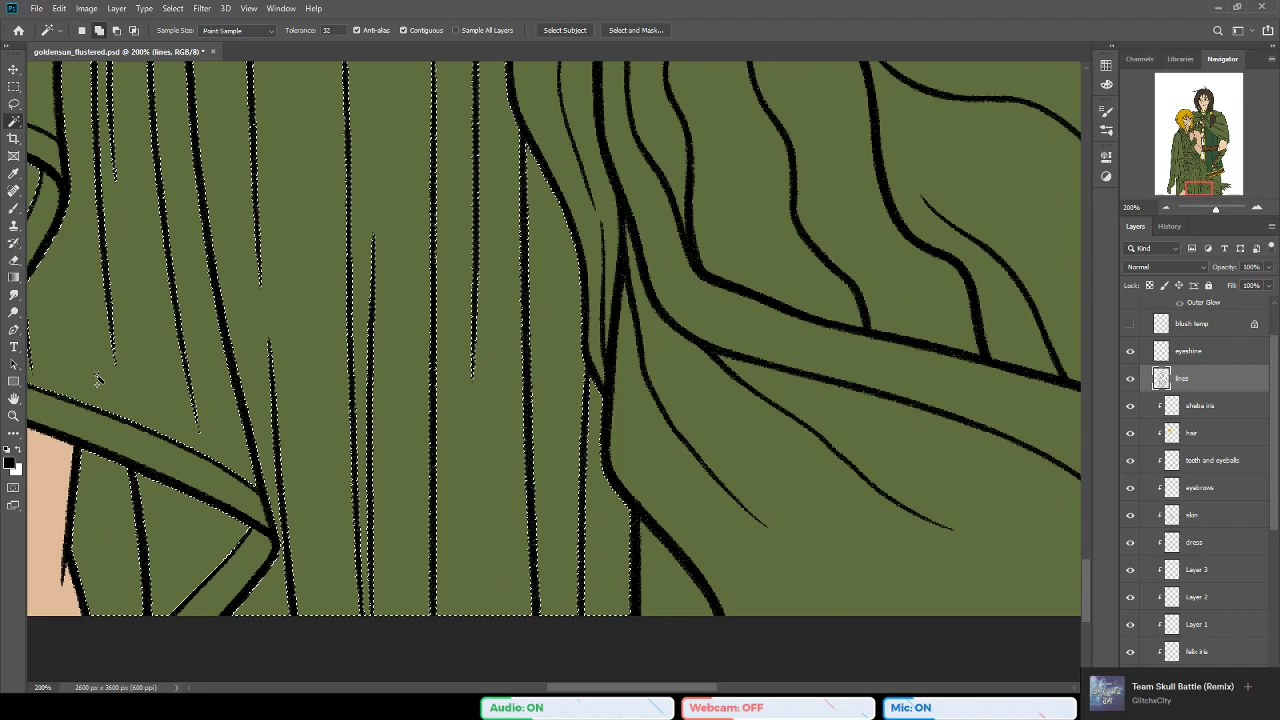 File Edit Image Layer Type Select Filter 3D View Window Help
Sample Size: Point Sample Tolerance: 32 Anti-alias Contiguous Sample All Layers Select Subject Select and Mask...
goldensun_flustered.psd @ 200% (lines, RGB/8) * ×
Channels Libraries Navigator
200%
Layers History
Kind
Normal Opacity: 100%
Lock: Fill: 100%
Outer Glow
blush temp
eyeshine
lines
sheba iris
hair
teeth and eyeballs
eyebrows
skin
dress
Layer 3
Layer 2
Layer 1
felix iris
200% 2600 px x 3600 px (600 ppi)
Team Skull Battle (Remix)
GlitchxCity
Audio: ON Webcam: OFF Mic: ON